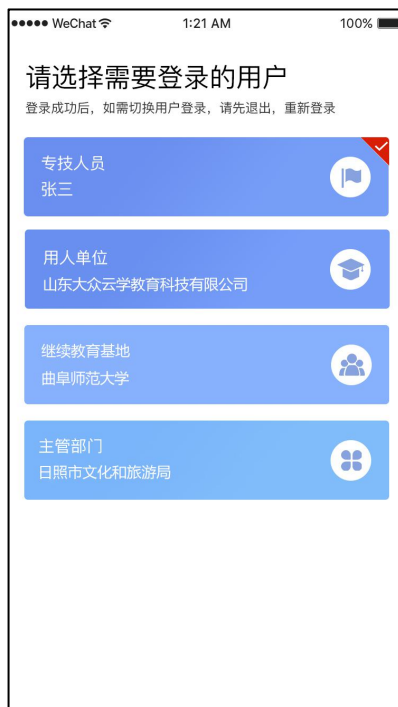 ●●●●● WeChat 1:21 AM 100%
请选择需要登录的用户
登录成功后，如需切换用户登录，请先退出，重新登录
专技人员
张三
用人单位
山东大众云学教育科技有限公司
继续教育基地
曲阜师范大学
主管部门
日照市文化和旅游局